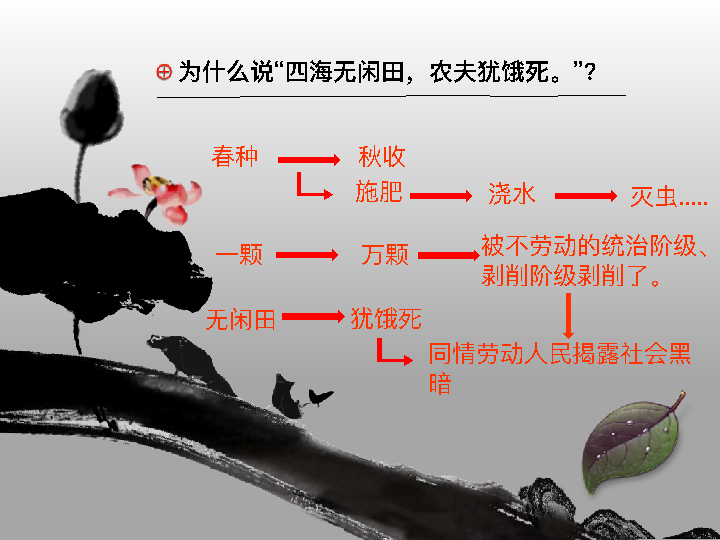 为什么说“四海无闲田，农夫犹饿死。”？
春种 秋收
施肥 浇水 灭虫.....
一颗 万颗 被不劳动的统治阶级、
剥削阶级剥削了。
无闲田 犹饿死
同情劳动人民揭露社会黑
暗